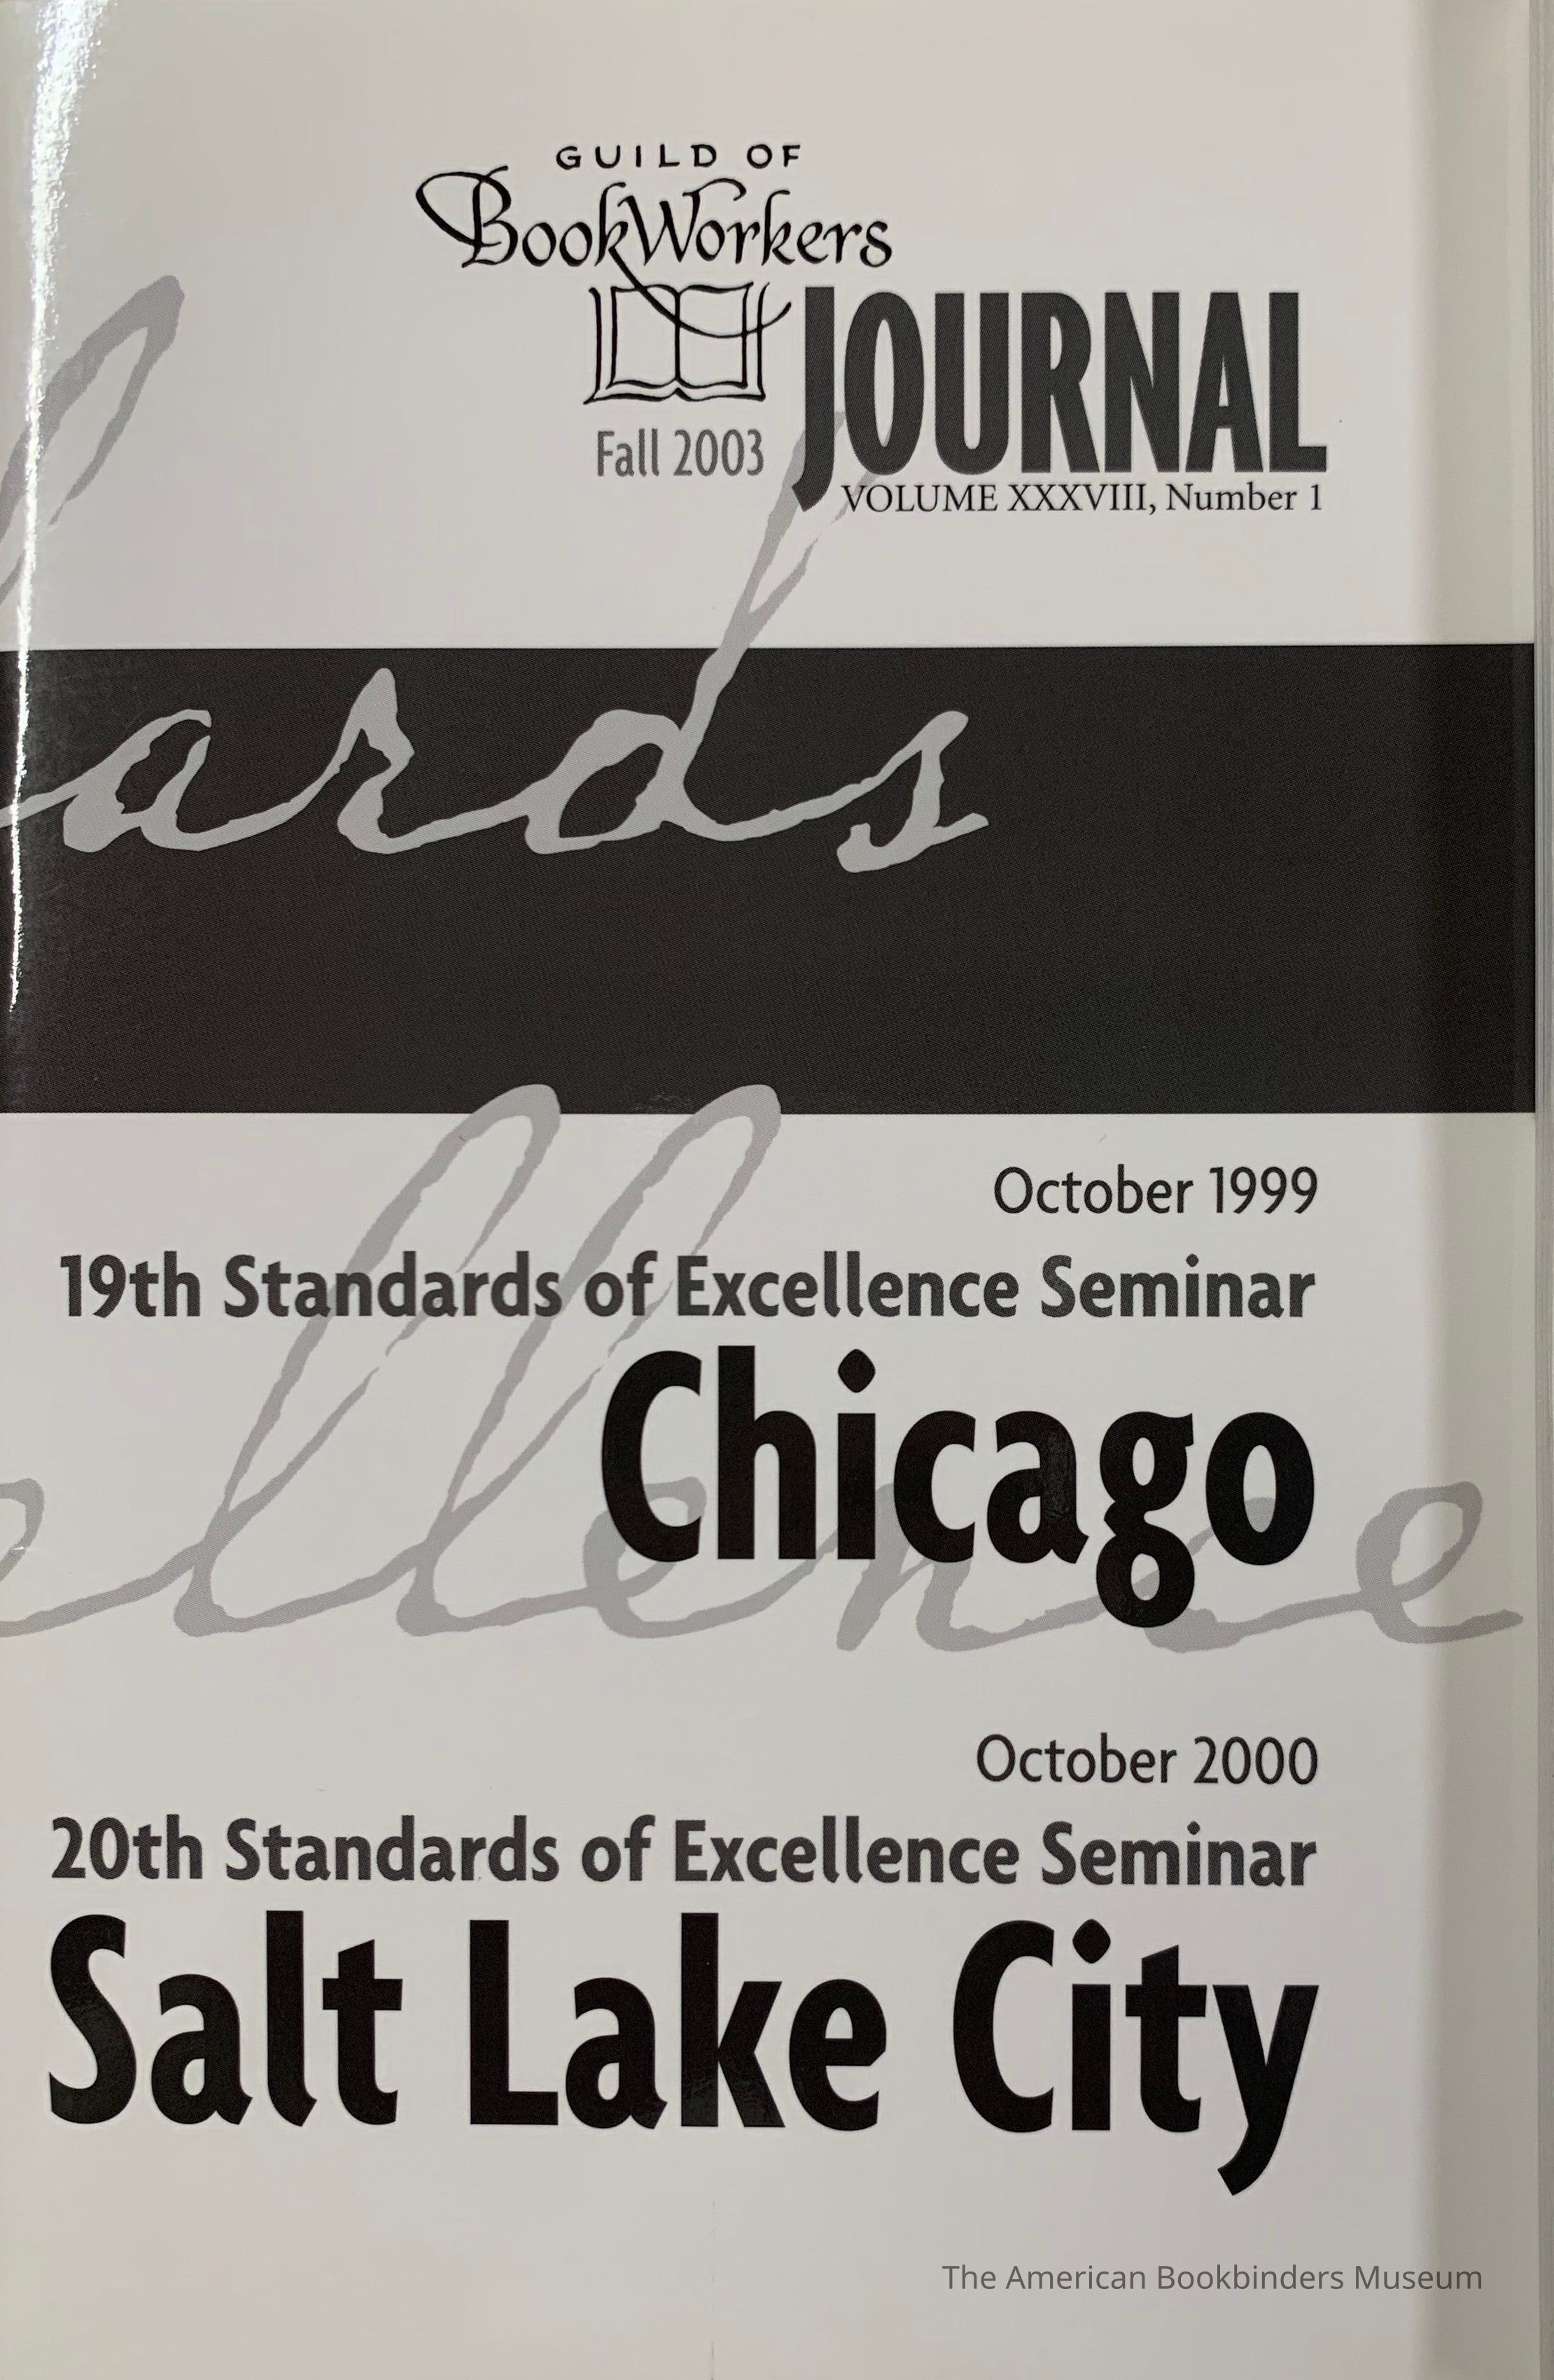 GUILD OF
BookWorkers
JOURNAL
Fall 2003
VOLUME XXXVIII, Number 1
ards
October 1999
19th Standards of Excellence Seminar
Chicago
ellence
October 2000
20th Standards of Excellence Seminar
Salt Lake City
The American Bookbinders Museum